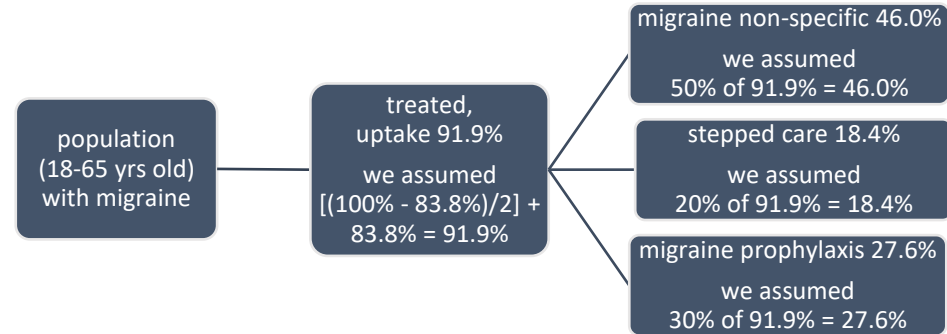 population
(18-65 yrs old)
with migraine
treated,
uptake 91.9%
we assumed
[(100% - 83.8%)/2] +
83.8% = 91.9%
migraine non-specific 46.0%
we assumed
50% of 91.9% = 46.0%
stepped care 18.4%
we assumed
20% of 91.9% = 18.4%
migraine prophylaxis 27.6%
we assumed
30% of 91.9% = 27.6%